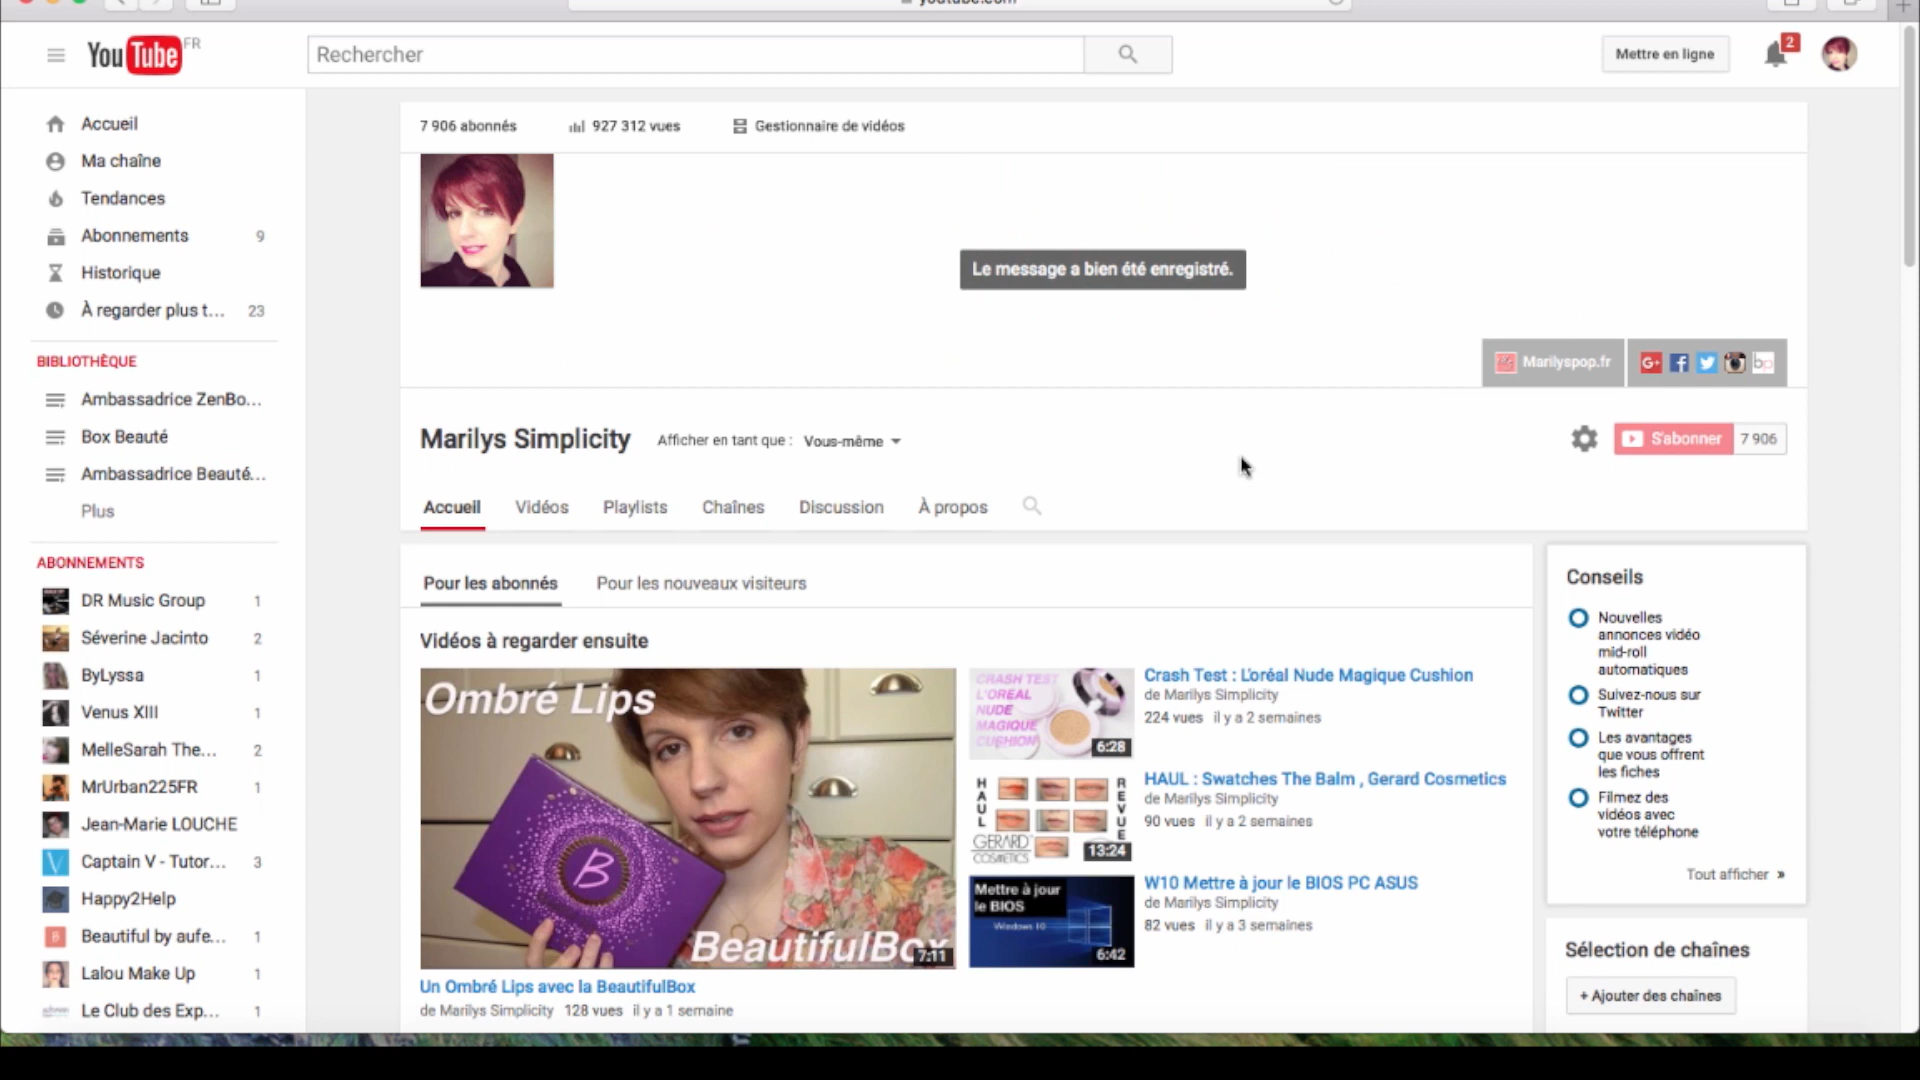 youtube.com
YouTube FR
Rechercher
Mettre en ligne
2
Accueil
Ma chaîne
Tendances
Abonnements 9
Historique
À regarder plus t... 23
BIBLIOTHÈQUE
Ambassadrice ZenBo...
Box Beauté
Ambassadrice Beauté...
Plus
ABONNEMENTS
DR Music Group 1
Séverine Jacinto 2
ByLyssa 1
Venus XIII 1
MelleSarah The... 2
MrUrban225FR 1
Jean-Marie LOUCHE
Captain V - Tutor... 3
Happy2Help
Beautiful by aufe... 1
Lalou Make Up 1
Le Club des Exp... 1
7 906 abonnés
927 312 vues
Gestionnaire de vidéos
Le message a bien été enregistré.
Marilyspop.fr
Marilys Simplicity
Afficher en tant que : Vous-même
S'abonner 7 906
Accueil
Vidéos
Playlists
Chaînes
Discussion
À propos
Pour les abonnés
Pour les nouveaux visiteurs
Vidéos à regarder ensuite
Ombré Lips
B
BeautifulBox
7:11
Un Ombré Lips avec la BeautifulBox
de Marilys Simplicity 128 vues il y a 1 semaine
CRASH TEST
L'OREAL
NUDE
MAGIQUE
CUSHION
6:28
Crash Test : L'oréal Nude Magique Cushion
de Marilys Simplicity
224 vues il y a 2 semaines
HAUL
REVUE
GERARD
COSMETICS
13:24
HAUL : Swatches The Balm , Gerard Cosmetics
de Marilys Simplicity
90 vues il y a 2 semaines
Mettre à jour
le BIOS
Windows 10
6:42
W10 Mettre à jour le BIOS PC ASUS
de Marilys Simplicity
82 vues il y a 3 semaines
Conseils
Nouvelles
annonces vidéo
mid-roll
automatiques
Suivez-nous sur
Twitter
Les avantages
que vous offrent
les fiches
Filmez des
vidéos avec
votre téléphone
Tout afficher »
Sélection de chaînes
+ Ajouter des chaînes